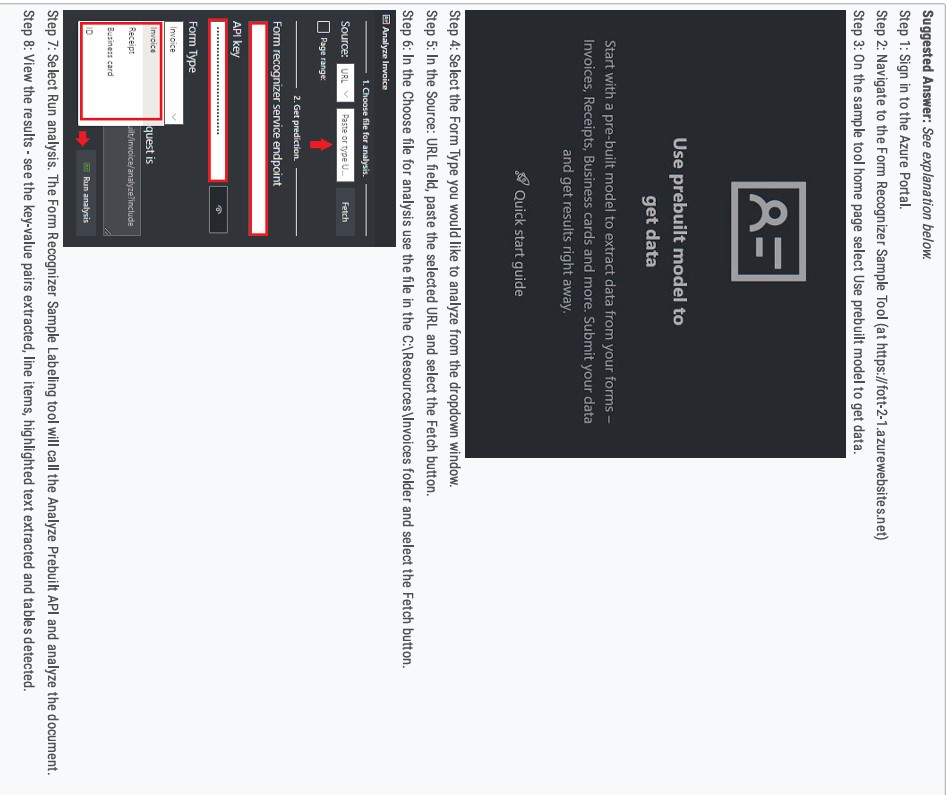 Suggested Answer: See explanation below.
Step 1: Sign in to the Azure Portal.
Step 2: Navigate to the Form Recognizer Sample Tool (at https://fott-2-1.azurewebsites.net)
Step 3: On the sample tool home page select Use prebuilt model to get data.
Use prebuilt model to
get data
Start with a pre-built model to extract data from your forms –
Invoices, Receipts, Business cards and more. Submit your data
and get results right away.
Quick start guide
Step 4: Select the Form Type you would like to analyze from the dropdown window.
Step 5: In the Source: URL field, paste the selected URL and select the Fetch button.
Step 6: In the Choose file for analysis use the file in the C:\Resources\Invoices folder and select the Fetch button.
Analyze Invoice
1. Choose file for analysis.
Source: URL Paste or type U... Fetch
Page range:
2. Get prediction.
Form recognizer service endpoint
API key
Form Type
Invoice
Invoice
quest is
Receipt
uilt/invoice/analyze?include
Business card
ID
Run analysis
Step 7: Select Run analysis. The Form Recognizer Sample Labeling tool will call the Analyze Prebuilt API and analyze the document.
Step 8: View the results - see the key-value pairs extracted, line items, highlighted text extracted and tables detected.